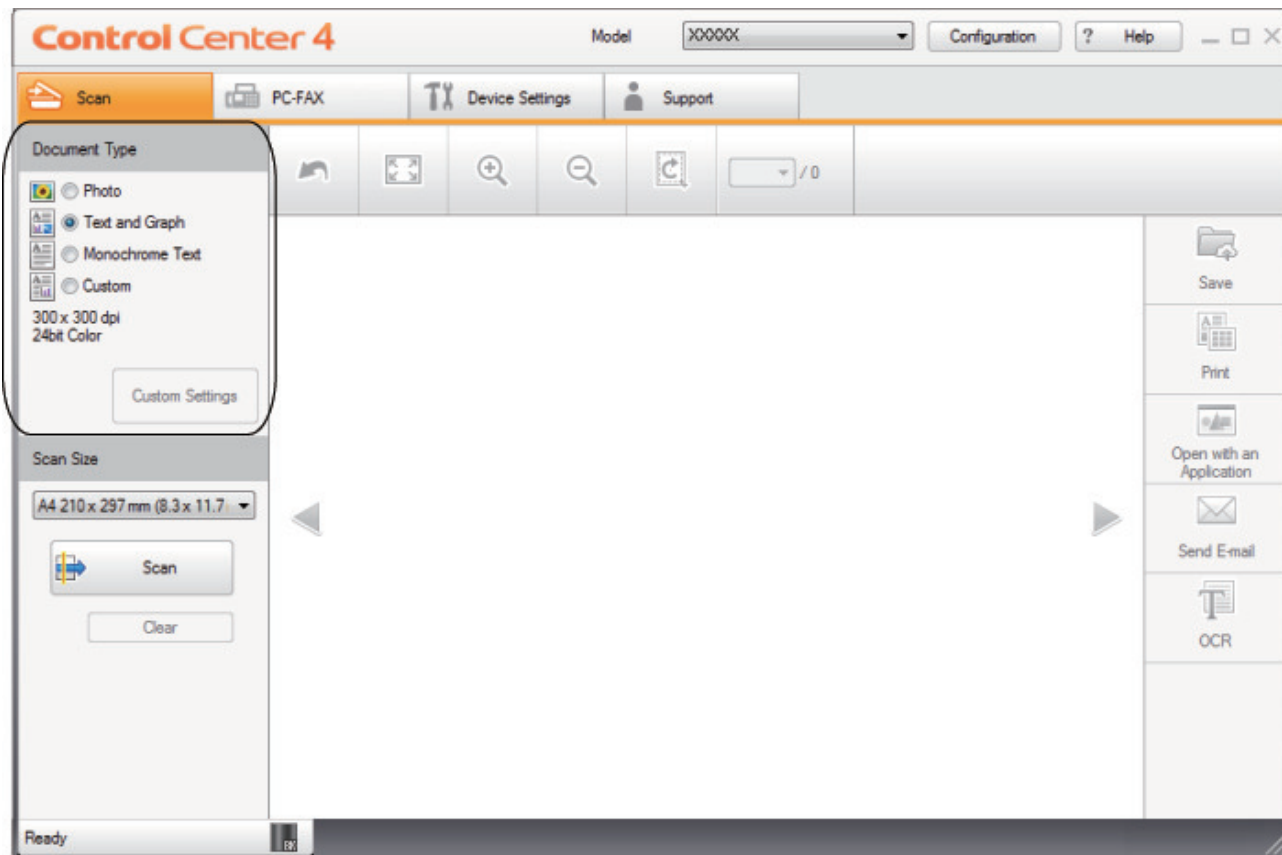 Control Center 4
Model XXXXX Configuration ? Help
Scan PC-FAX Device Settings Support
Document Type
Photo
Text and Graph
Monochrome Text
Custom
300 x 300 dpi
24bit Color
Custom Settings
/ 0
Scan Size
A4 210 x 297 mm (8.3 x 11.7
Scan
Clear
Save
Print
Open with an
Application
Send E-mail
OCR
Ready
BK